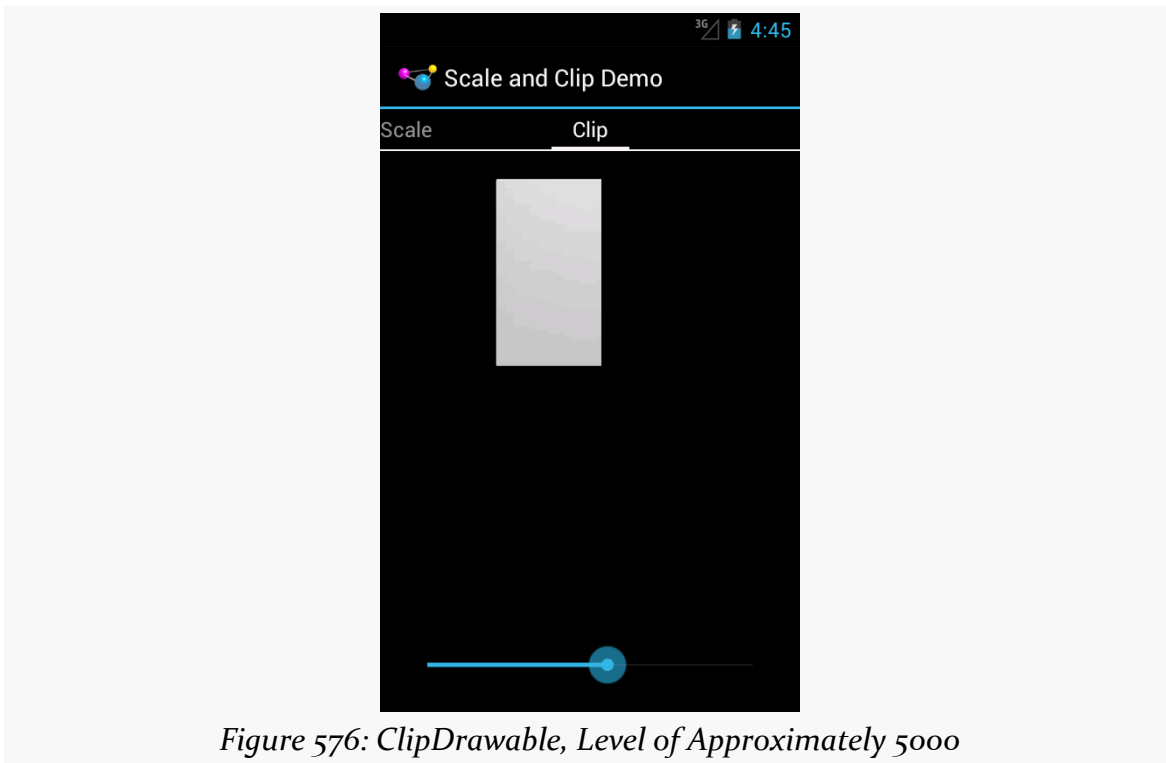 3G 4:45
Scale and Clip Demo
Scale Clip
Figure 576: ClipDrawable, Level of Approximately 5000